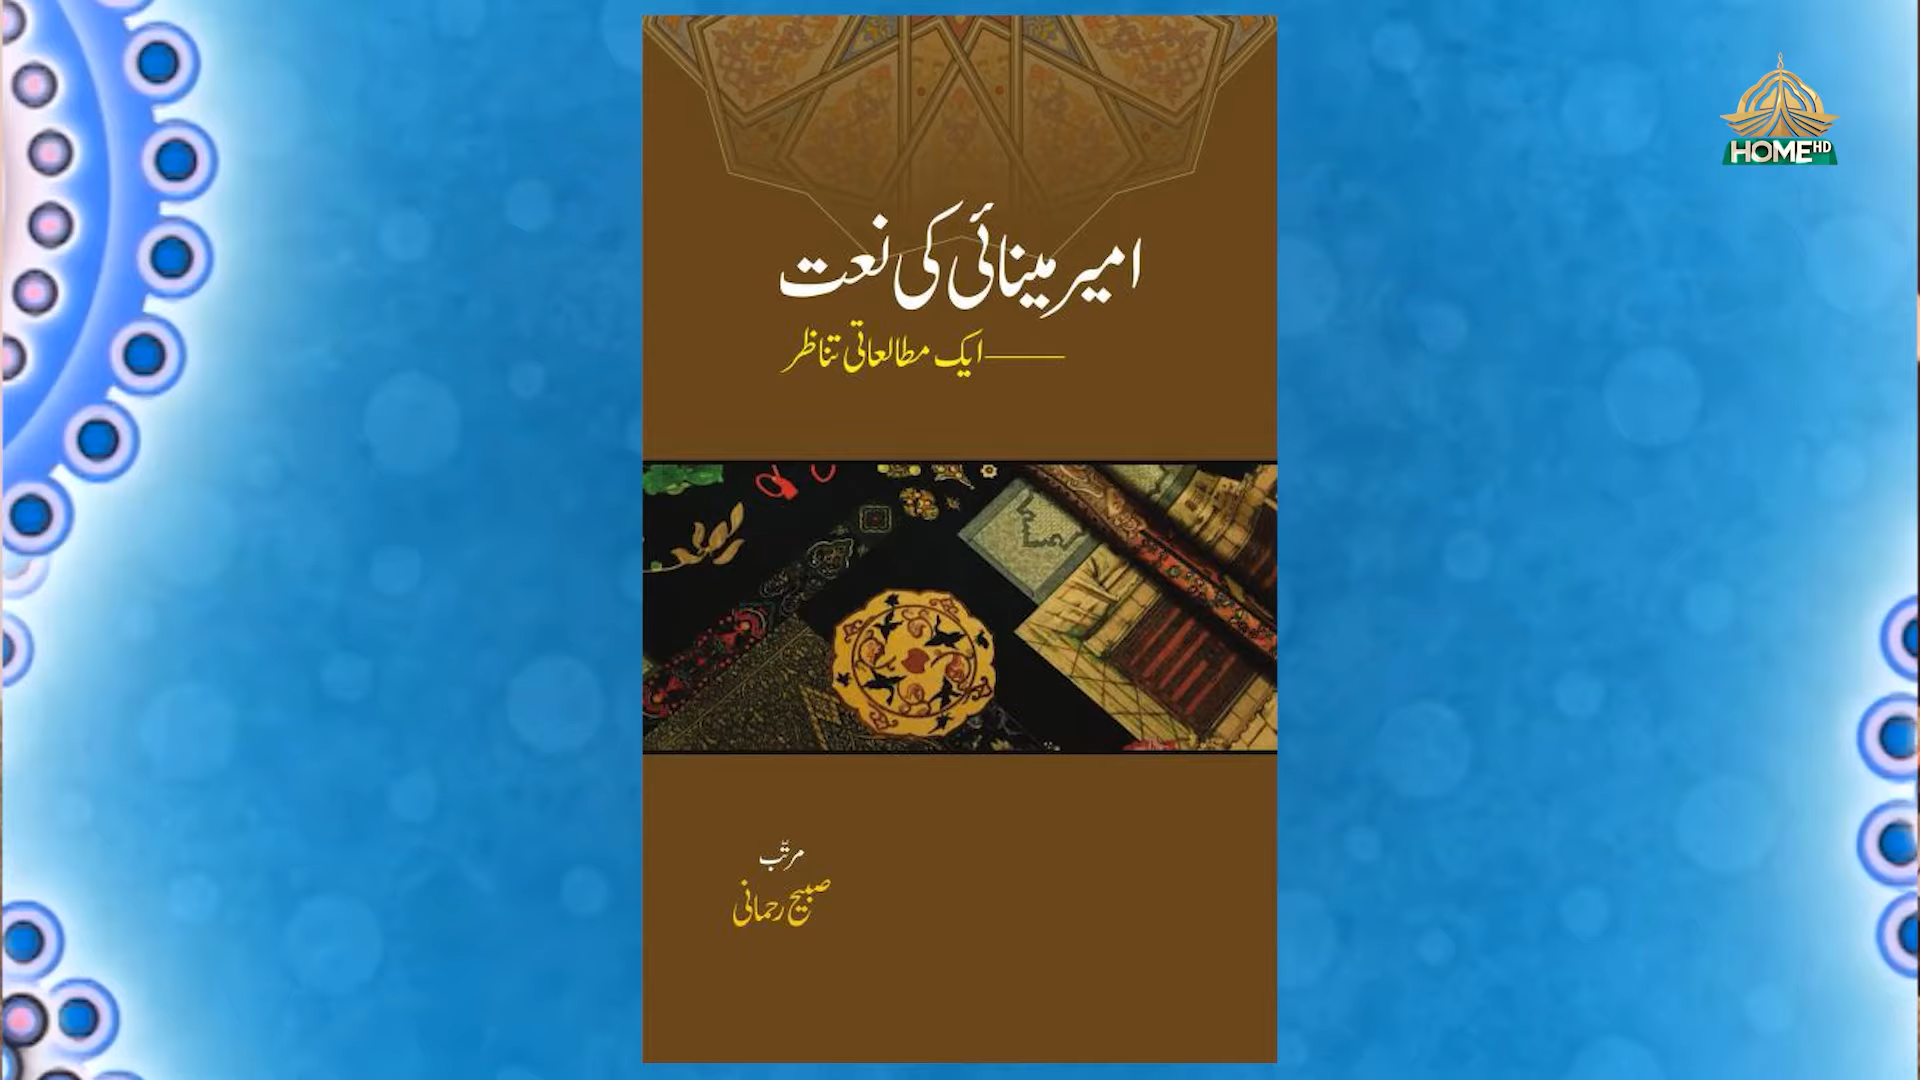 HOME HD
امیر مینائی کی نعت
——ایک مطالعاتی تناظر
مرتّب
صبیح رحمانی